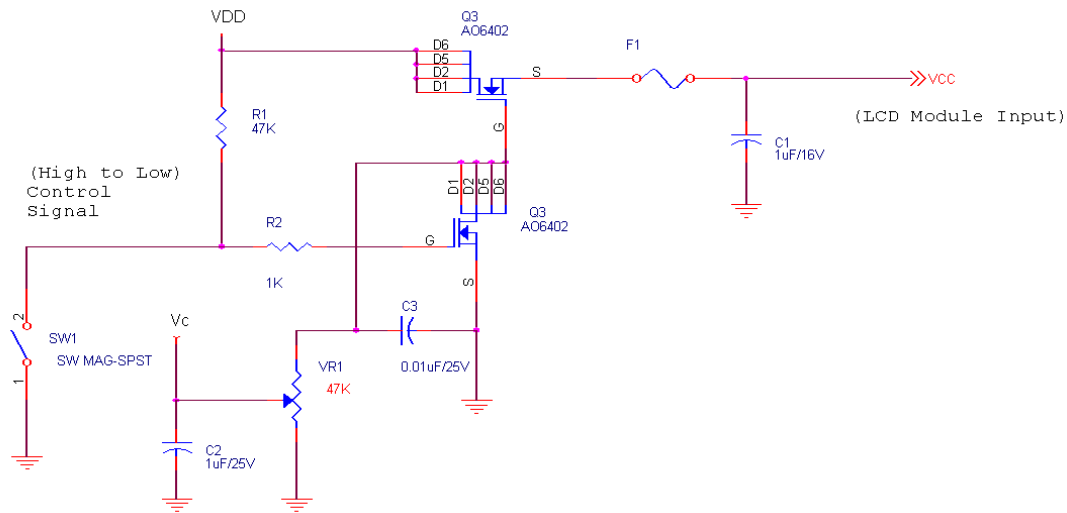 VDD
Q3
AO6402
D6
D5
D2
D1
S
F1
VCC
(LCD Module Input)
R1
47K
G
C1
1uF/16V
(High to Low)
Control
Signal
D1
D2
D5
D6
R2
1K
G
Q3
AO6402
S
2
SW1
SW MAG-SPST
1
Vc
C3
0.01uF/25V
VR1
47K
C2
1uF/25V